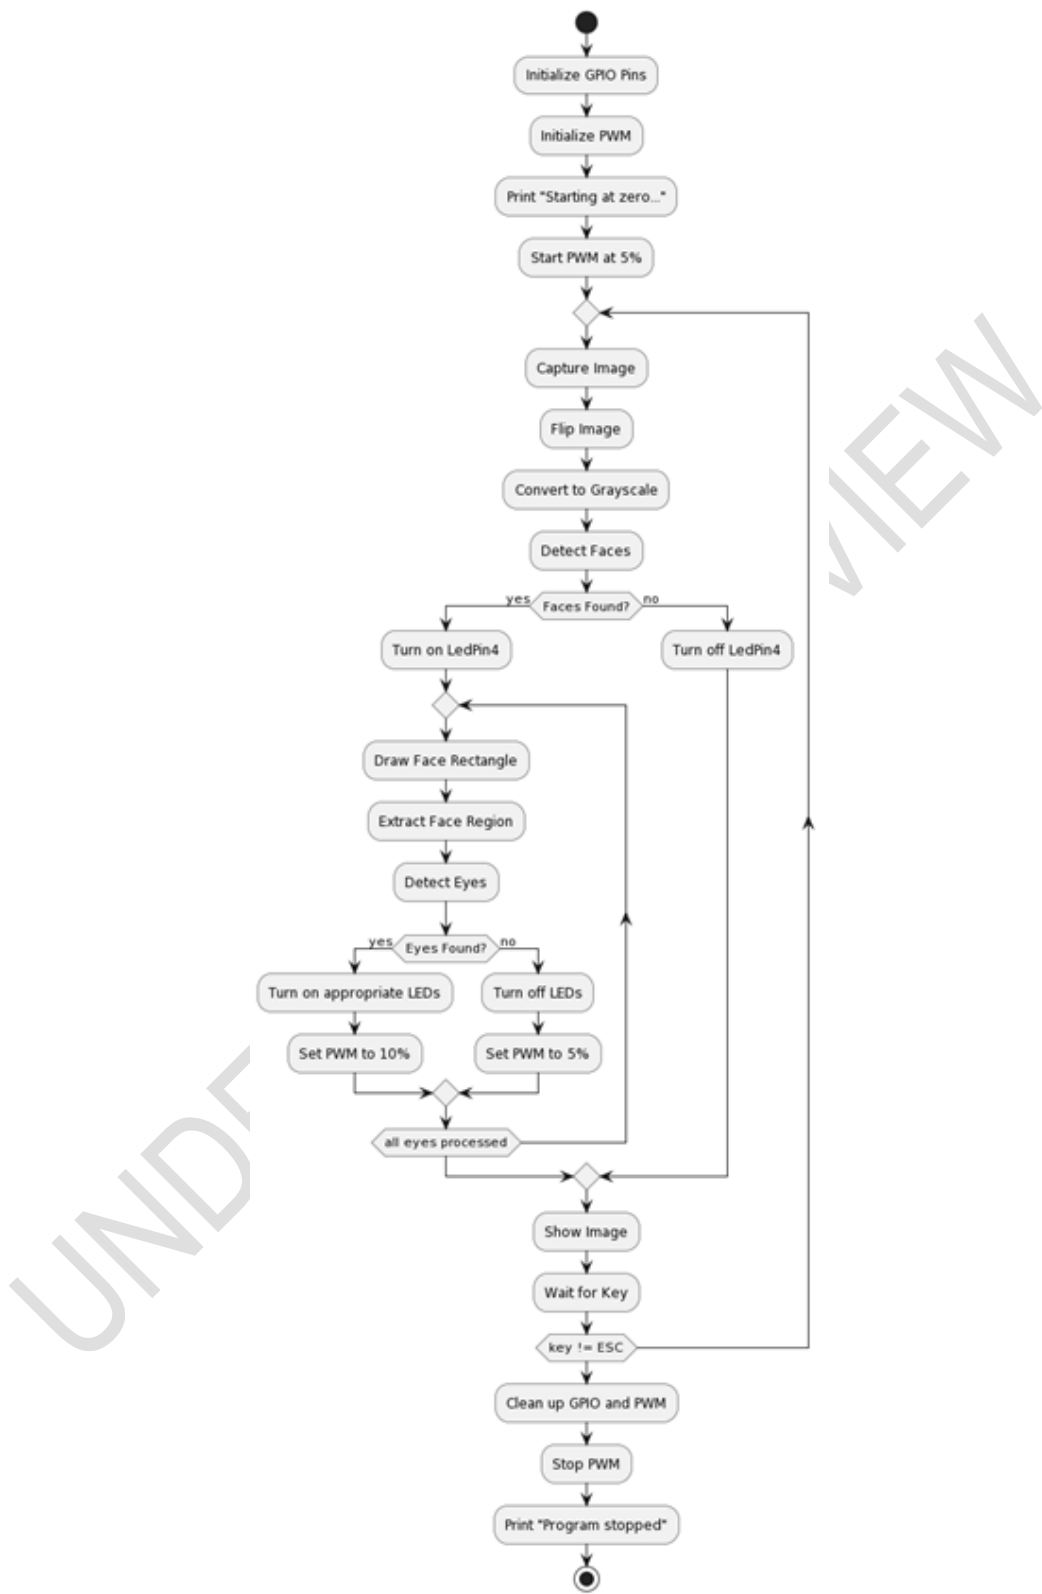 Initialize GPIO Pins
Initialize PWM
Print "Starting at zero..."
Start PWM at 5%
Capture Image
Flip Image
Convert to Grayscale
Detect Faces
yes
Faces Found?
no
Turn on LedPin4
Turn off LedPin4
Draw Face Rectangle
Extract Face Region
Detect Eyes
yes
Eyes Found?
no
Turn on appropriate LEDs
Turn off LEDs
Set PWM to 10%
Set PWM to 5%
all eyes processed
Show Image
Wait for Key
key != ESC
Clean up GPIO and PWM
Stop PWM
Print "Program stopped"